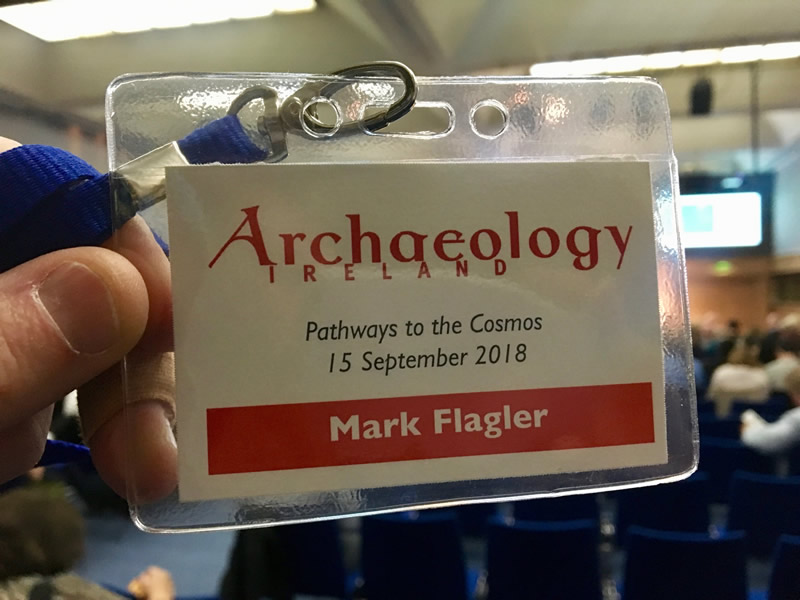 Archaeology
IRELAND
Pathways to the Cosmos
15 September 2018
Mark Flagler